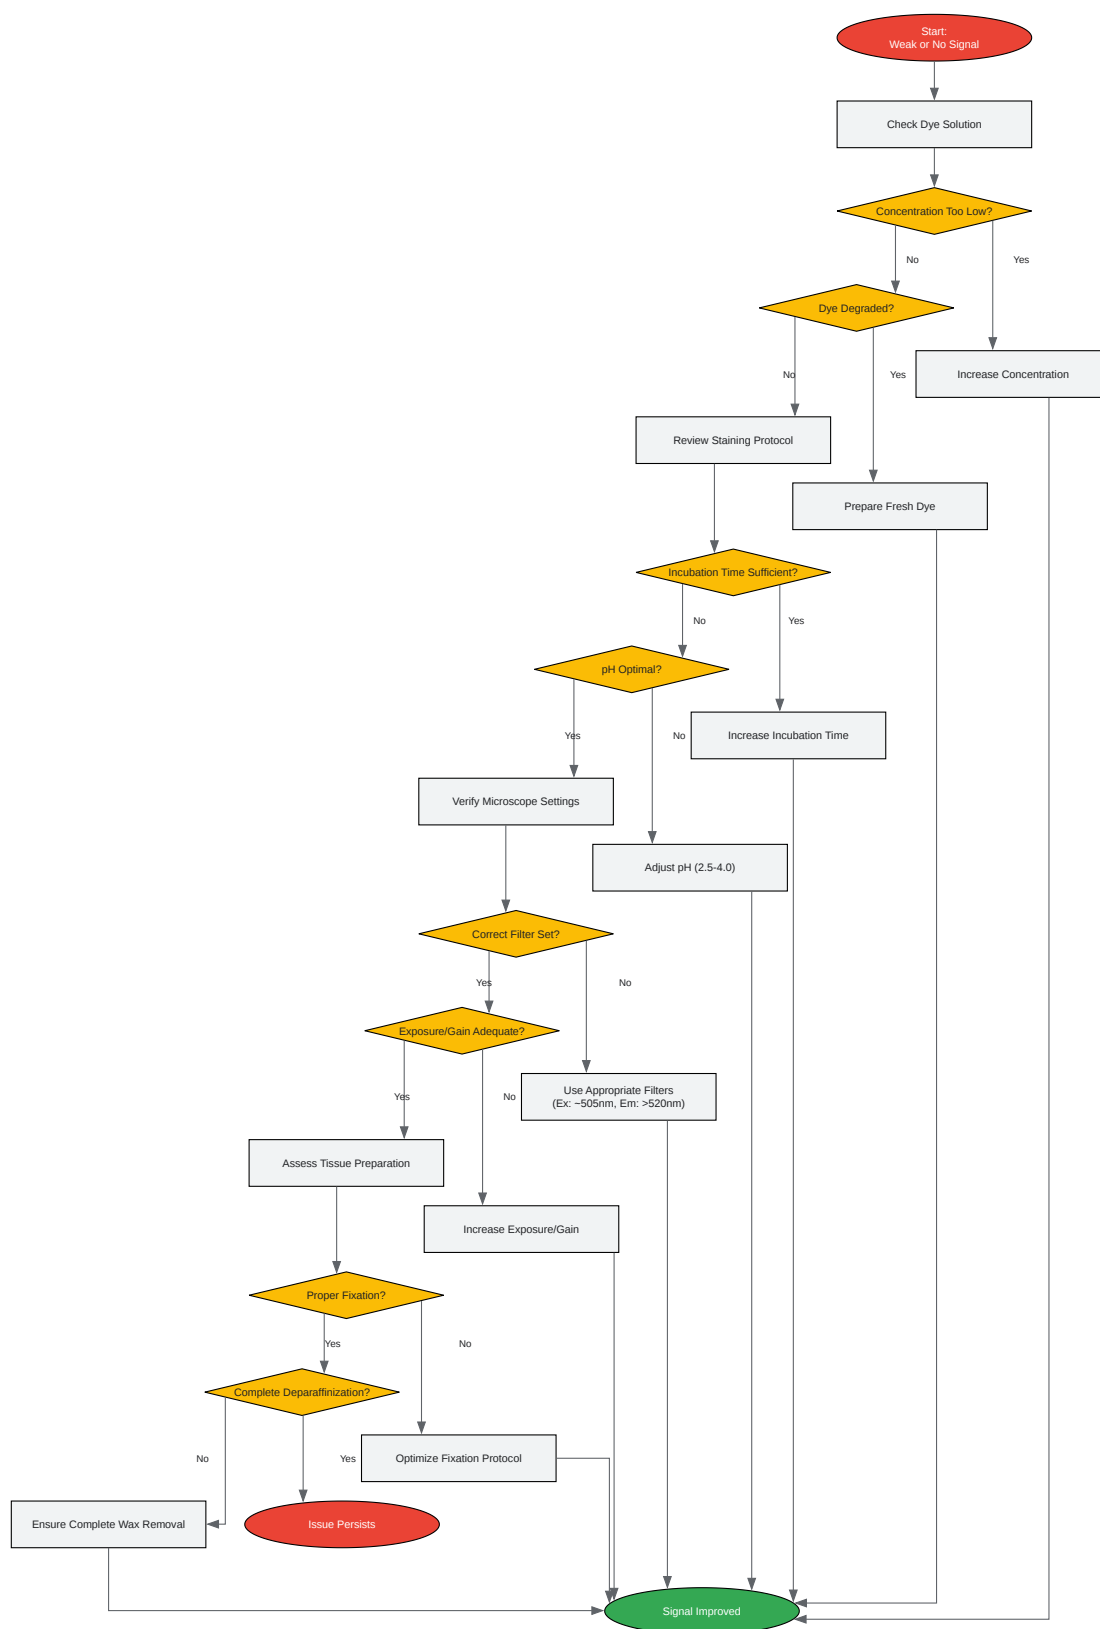 Start:
Weak or No Signal
Check Dye Solution
Concentration Too Low?
No
Yes
Dye Degraded?
No
Yes
Increase Concentration
Review Staining Protocol
Prepare Fresh Dye
Incubation Time Sufficient?
No
Yes
pH Optimal?
Yes
No
Increase Incubation Time
Verify Microscope Settings
Adjust pH (2.5-4.0)
Correct Filter Set?
Yes
No
Exposure/Gain Adequate?
Yes
No
Use Appropriate Filters
(Ex: ~505nm, Em: >520nm)
Assess Tissue Preparation
Increase Exposure/Gain
Proper Fixation?
Yes
No
Complete Deparaffinization?
No
Yes
Optimize Fixation Protocol
Ensure Complete Wax Removal
Issue Persists
Signal Improved